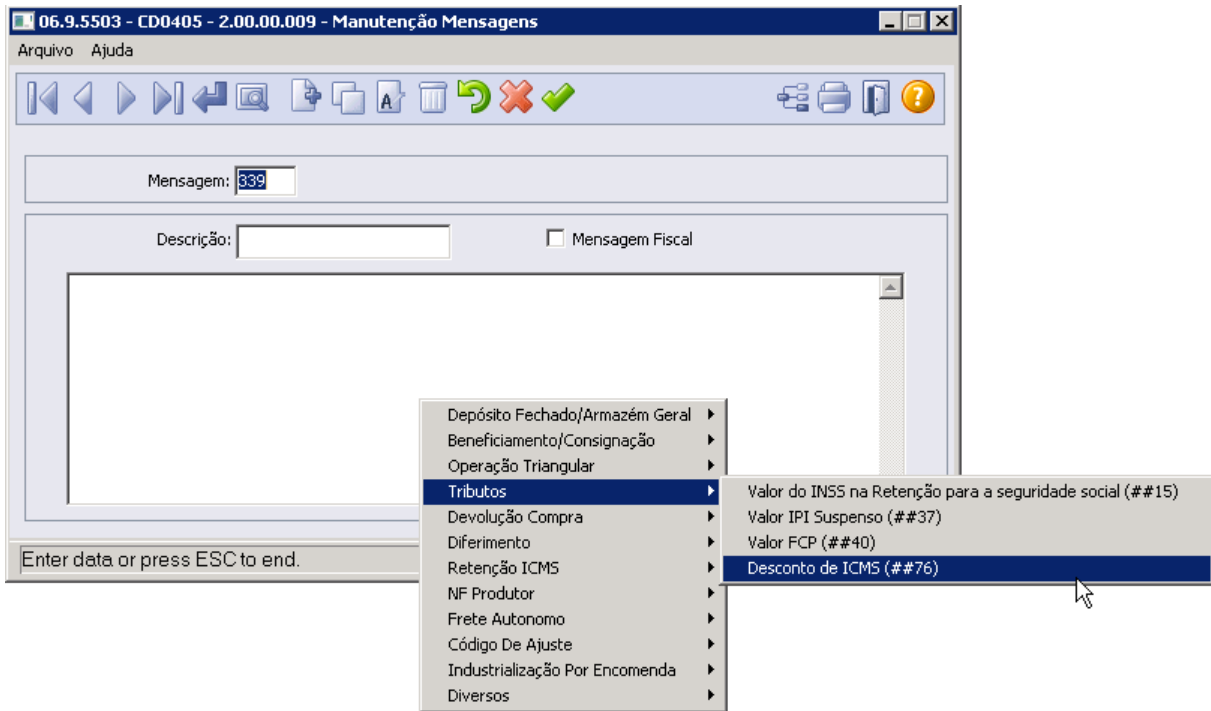 06.9.5503 - CD0405 - 2.00.00.009 - Manutenção Mensagens
Arquivo Ajuda
A
?
Mensagem: 339
Descrição:
Mensagem Fiscal
Depósito Fechado/Armazém Geral
Beneficiamento/Consignação
Operação Triangular
Tributos
Devolução Compra
Diferimento
Retenção ICMS
NF Produtor
Frete Autonomo
Código De Ajuste
Industrialização Por Encomenda
Diversos
Valor do INSS na Retenção para a seguridade social (##15)
Valor IPI Suspenso (##37)
Valor FCP (##40)
Desconto de ICMS (##76)
Enter data or press ESC to end.